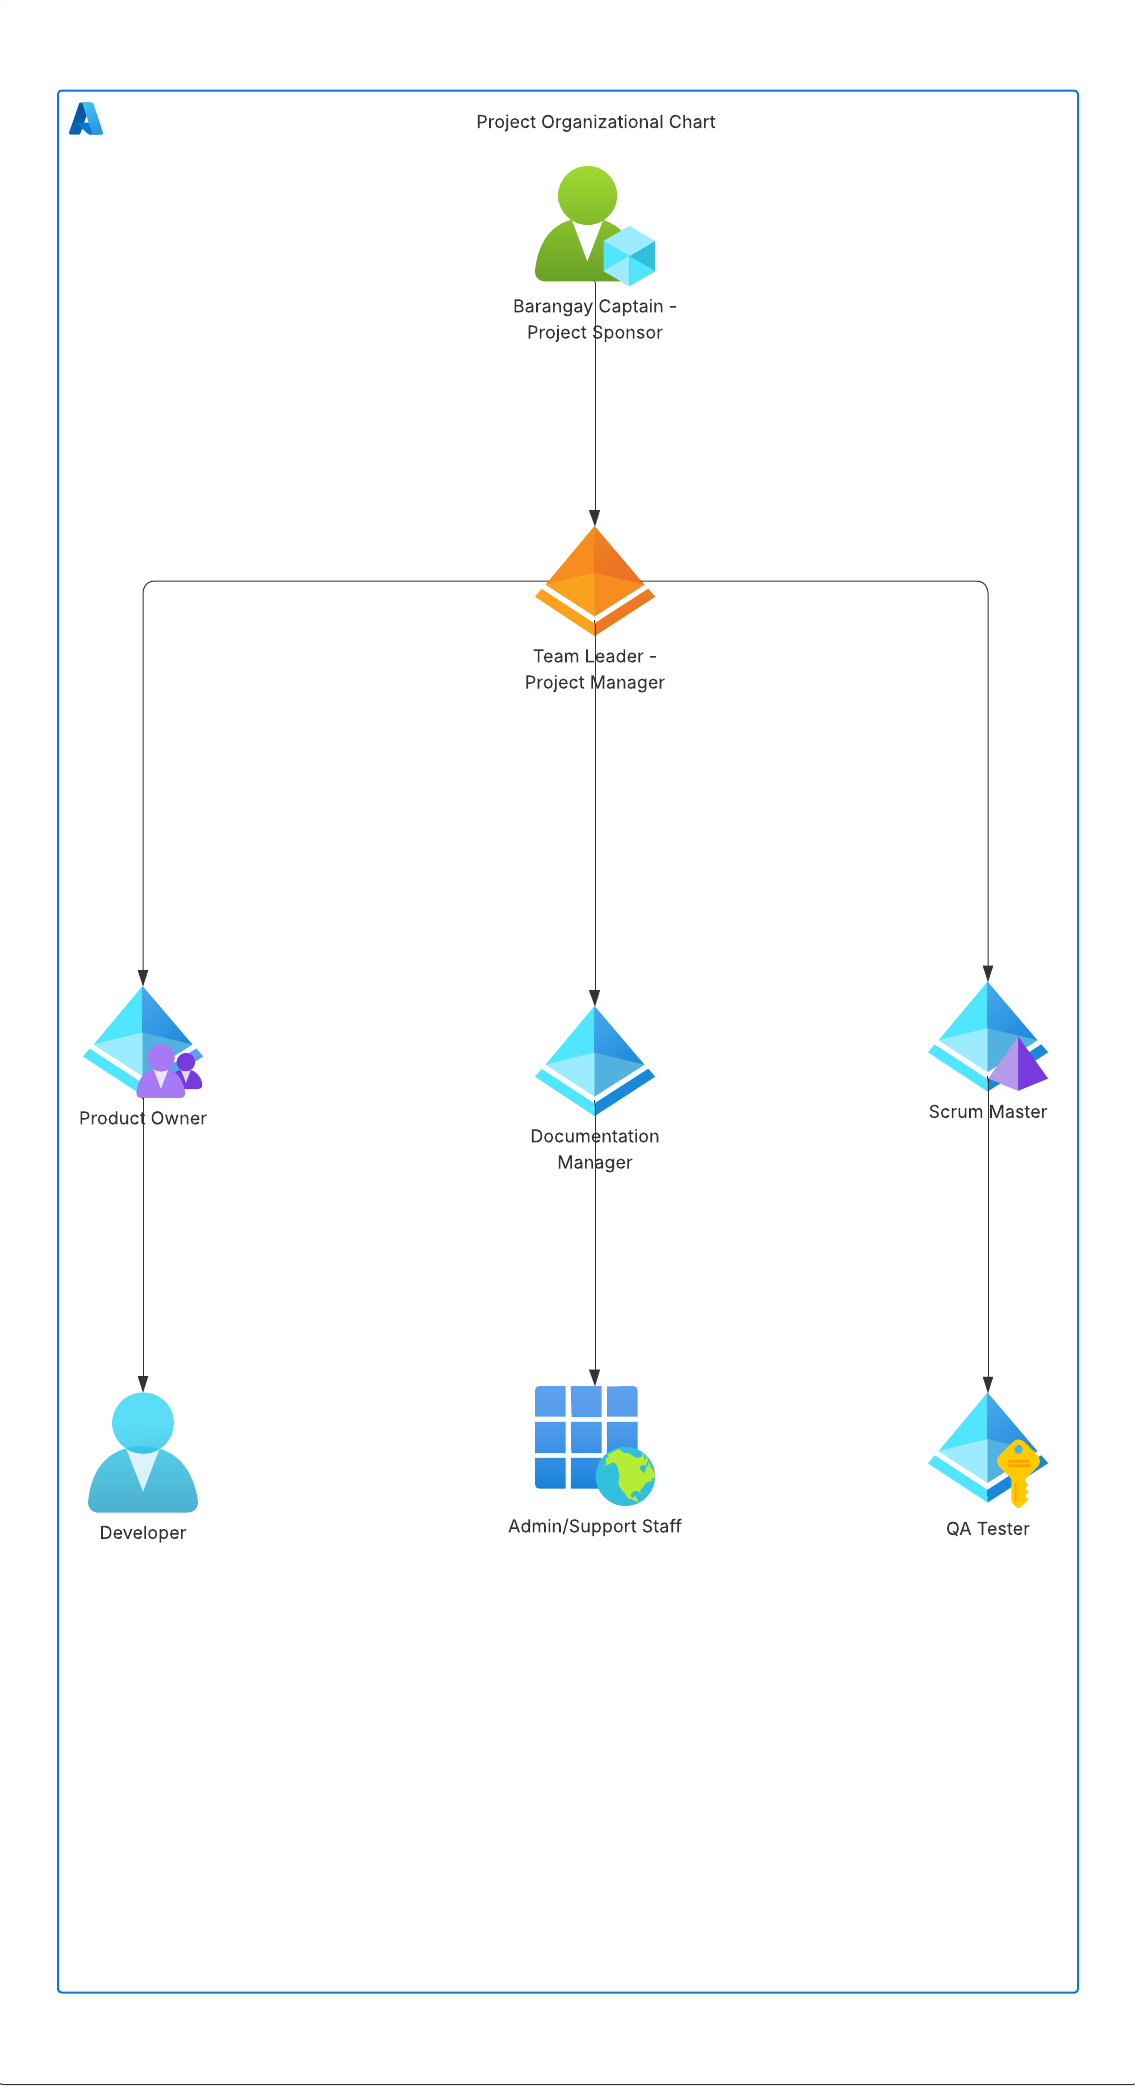 Project Organizational Chart
Barangay Captain -
Project Sponsor
Team Leader -
Project Manager
Product Owner
Documentation
Manager
Scrum Master
Developer
Admin/Support Staff
QA Tester